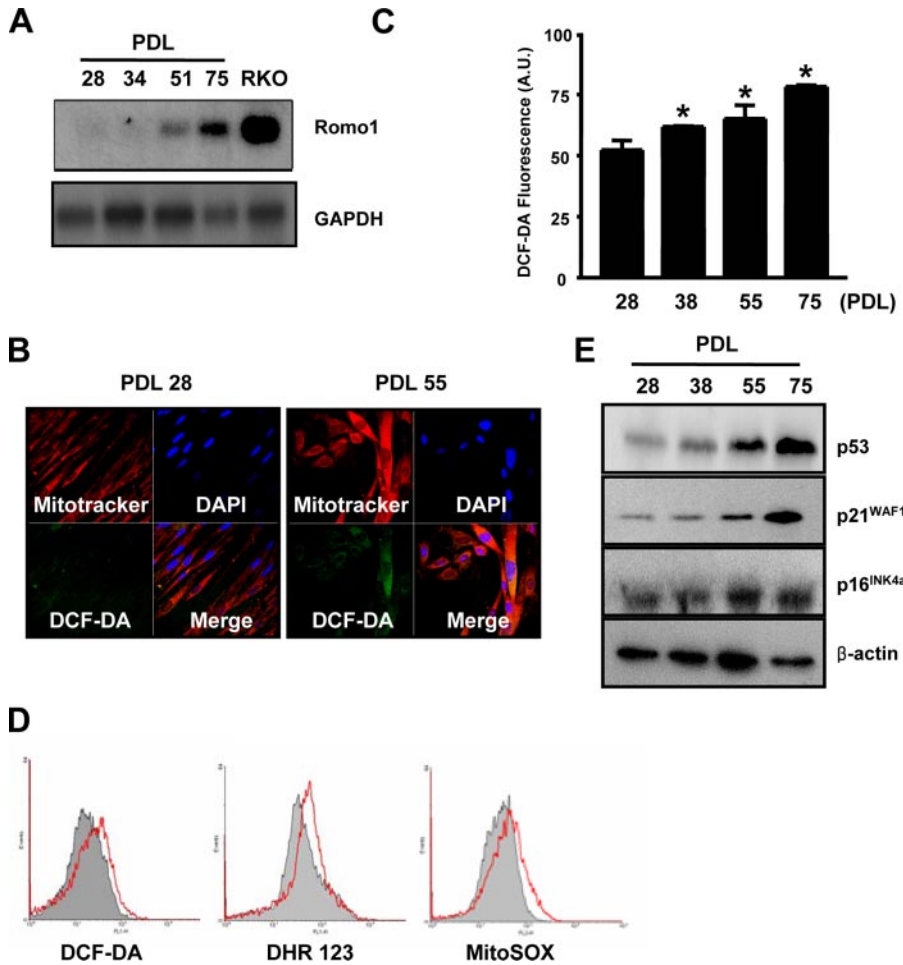 A
PDL
28 34 51 75 RKO
Romo1
GAPDH
B
PDL 28
PDL 55
Mitotracker
DAPI
DCF-DA
Merge
Mitotracker
DAPI
DCF-DA
Merge
C
DCF-DA Fluorescence (A.U.)
100
75
50
25
0
*
*
*
28 38 55 75 (PDL)
D
DCF-DA
DHR 123
MitoSOX
E
PDL
28 38 55 75
p53
p21WAF1
p16INK4a
β-actin